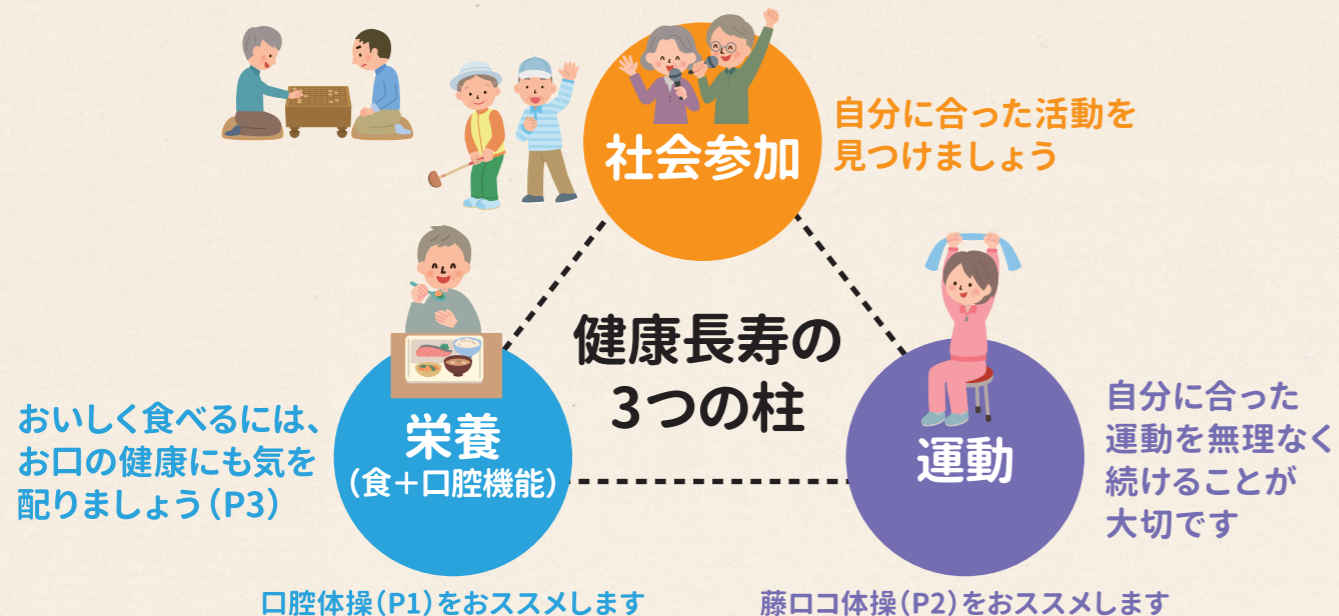 社会参加
自分に合った活動を
見つけましょう
健康長寿の
3つの柱
おいしく食べるには、
お口の健康にも気を
配りましょう（P3）
栄養
（食＋口腔機能）
運動
自分に合った
運動を無理なく
続けることが
大切です
口腔体操（P1）をおススメします
藤ロコ体操（P2）をおススメします